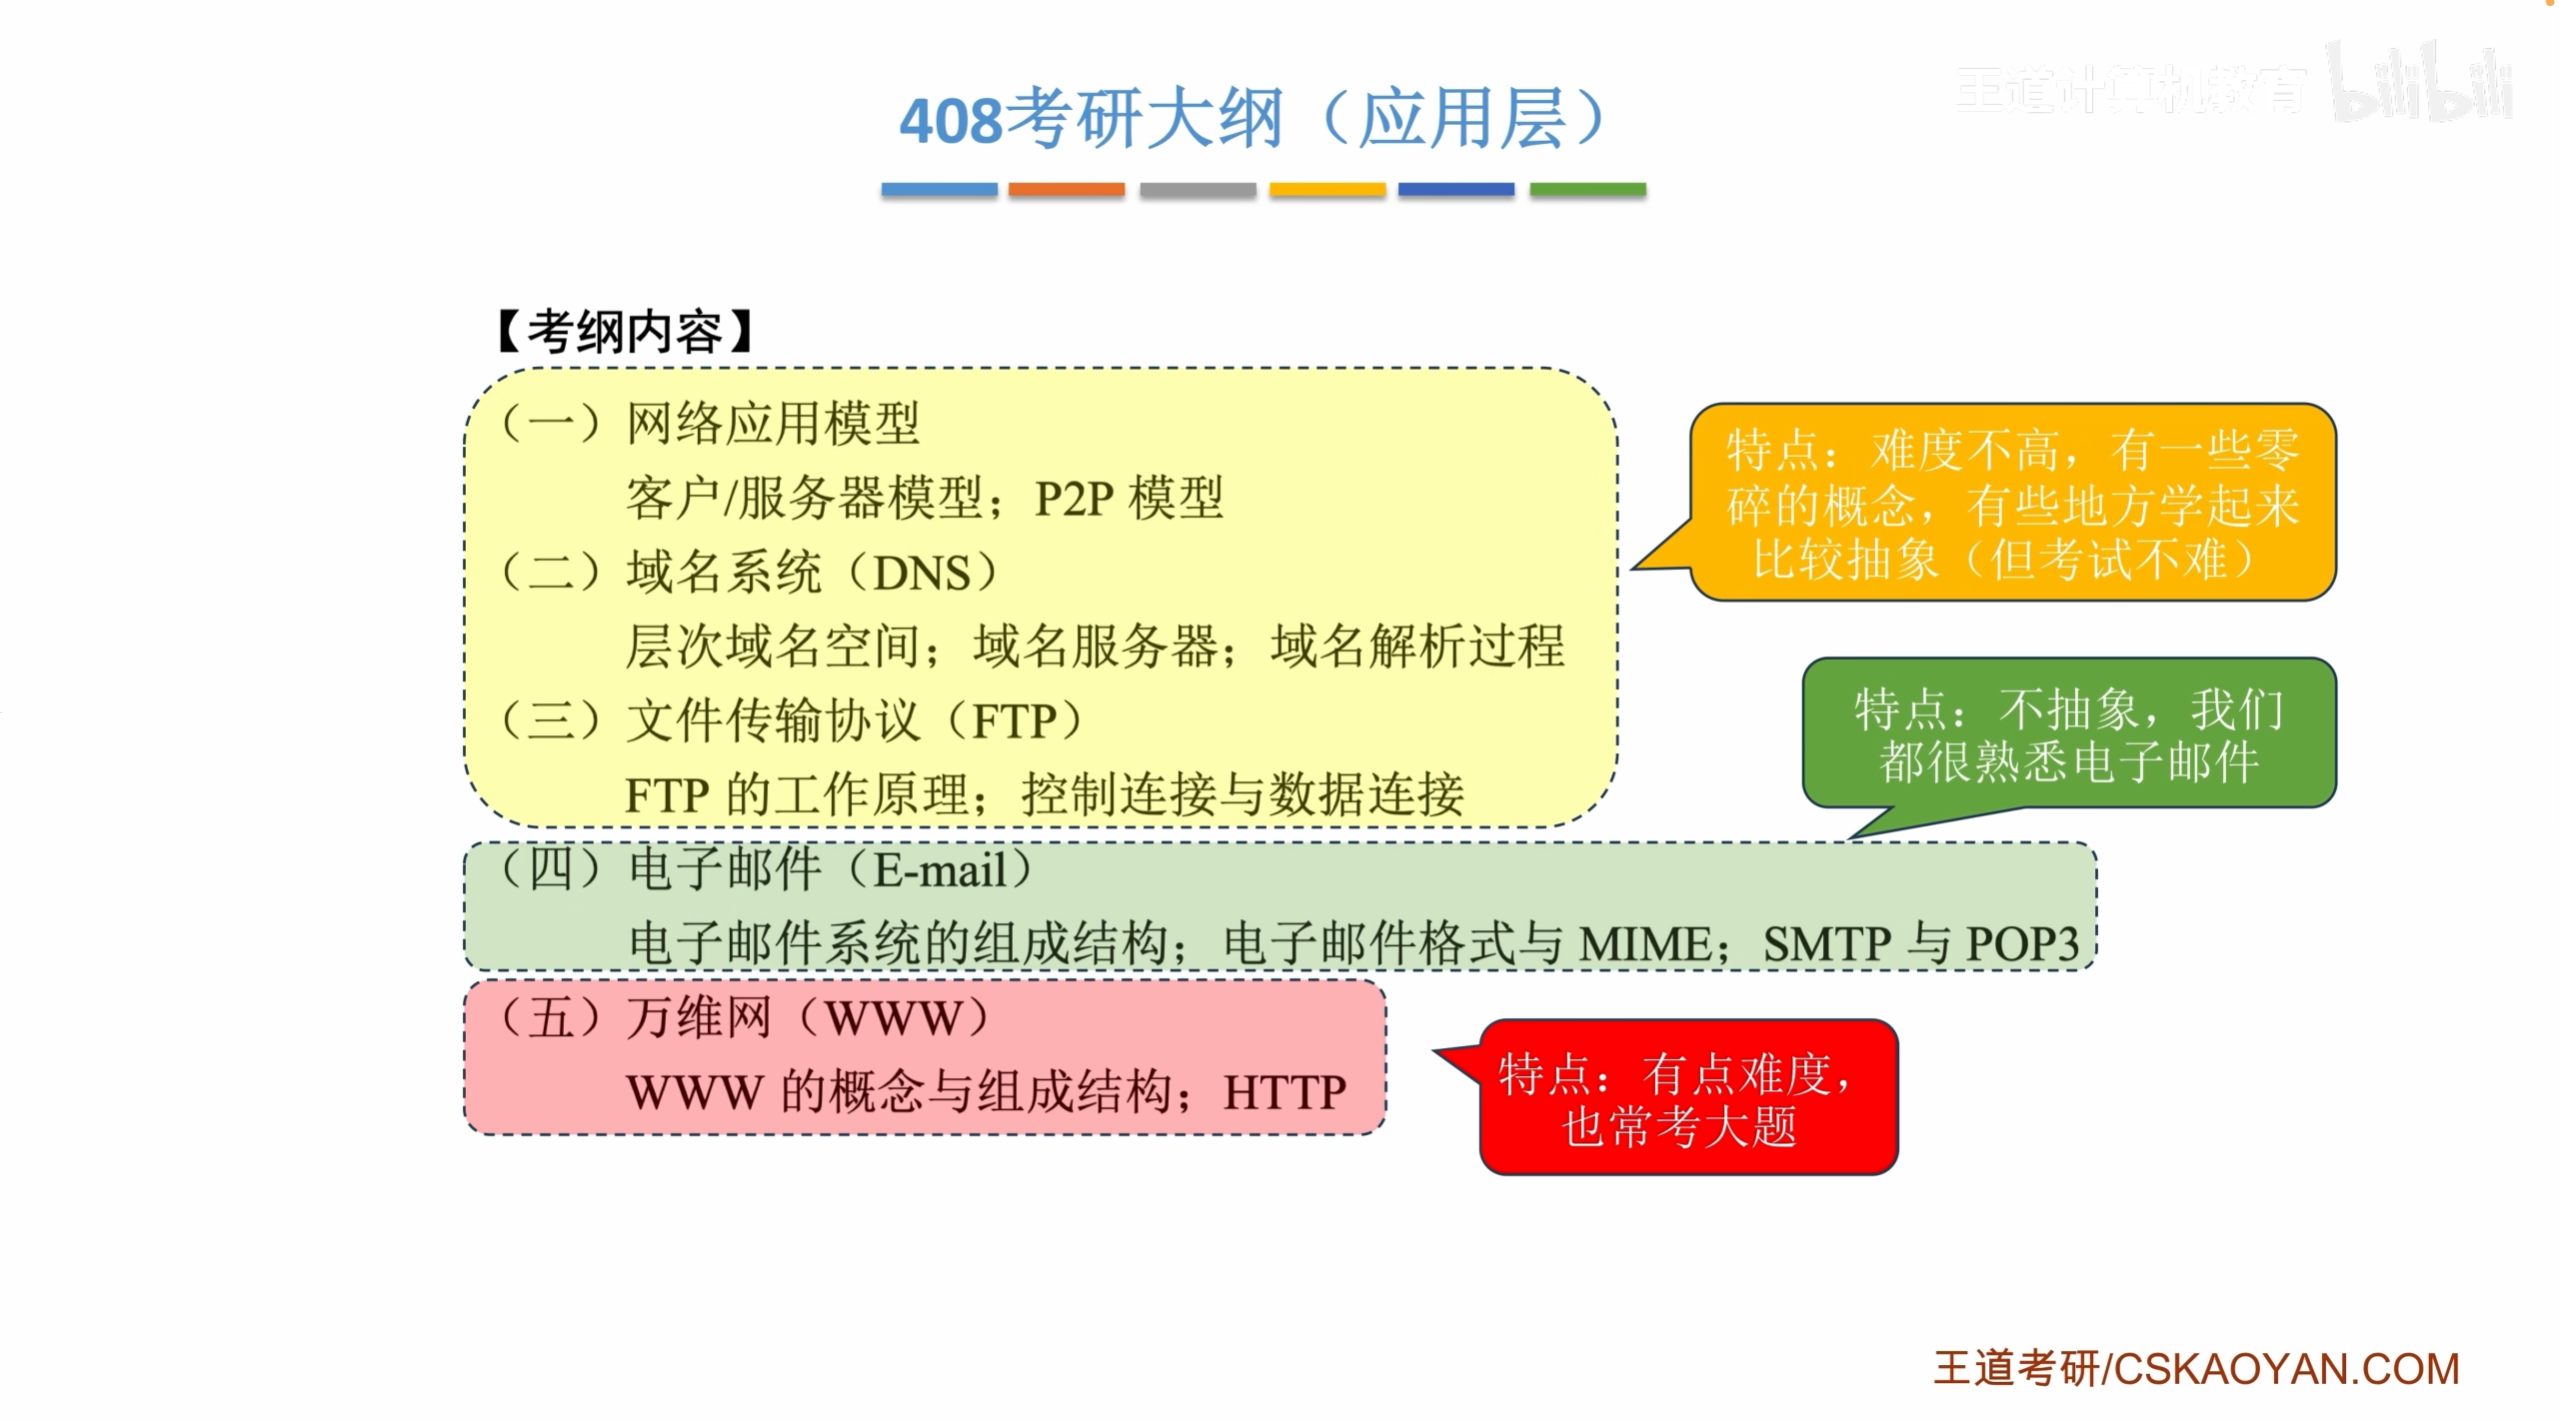 王道计算机教育 bilibili
408考研大纲（应用层）
【考纲内容】
（一）网络应用模型
客户/服务器模型；P2P 模型
（二）域名系统（DNS）
层次域名空间；域名服务器；域名解析过程
（三）文件传输协议（FTP）
FTP 的工作原理；控制连接与数据连接
特点：难度不高，有一些零
碎的概念，有些地方学起来
比较抽象（但考试不难）
（四）电子邮件（E-mail）
电子邮件系统的组成结构；电子邮件格式与 MIME；SMTP 与 POP3
特点：不抽象，我们
都很熟悉电子邮件
（五）万维网（WWW）
WWW 的概念与组成结构；HTTP
特点：有点难度，
也常考大题
王道考研/CSKAOYAN.COM